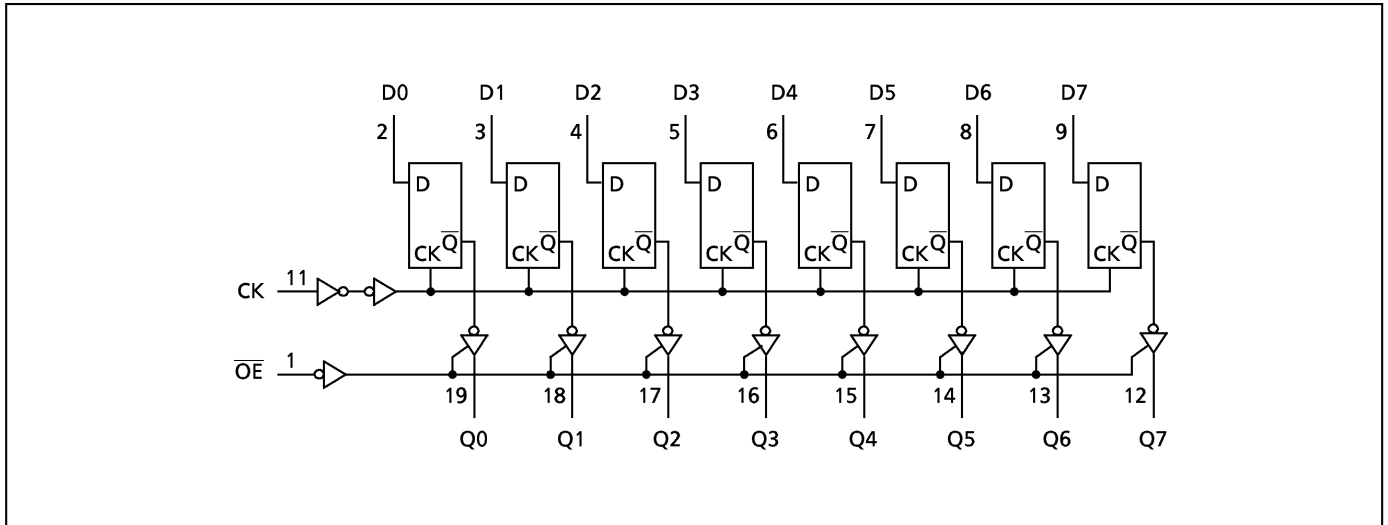 D0 D1 D2 D3 D4 D5 D6 D7
2 3 4 5 6 7 8 9
D D D D D D D D
CK Q̅ CK Q̅ CK Q̅ CK Q̅ CK Q̅ CK Q̅ CK Q̅ CK Q̅
CK 11
O̅E̅ 1
19 18 17 16 15 14 13 12
Q0 Q1 Q2 Q3 Q4 Q5 Q6 Q7